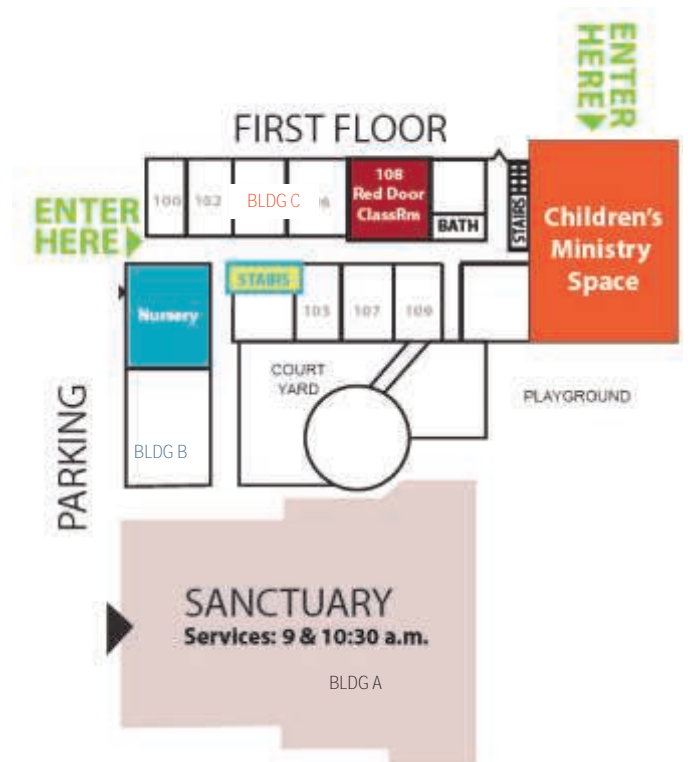 ENTER
HERE
FIRST FLOOR
100
102
BLDG C
6
108
Red Door
ClassRm
BATH
STAIRS
Children's
Ministry
Space
ENTER
HERE
Nursery
STAIRS
105
107
109
COURT
YARD
PLAYGROUND
PARKING
BLDG B
SANCTUARY
Services: 9 & 10:30 a.m.
BLDG A